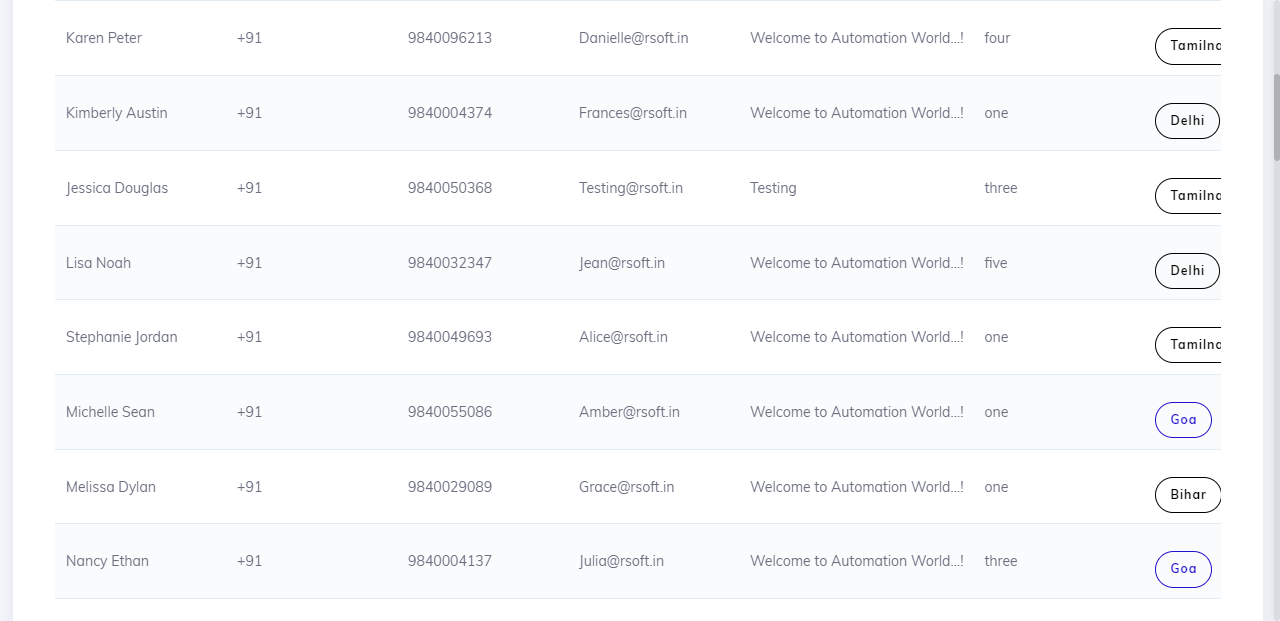 Karen Peter +91 9840096213 Danielle@rsoft.in Welcome to Automation World...! four
Kimberly Austin +91 9840004374 Frances@rsoft.in Welcome to Automation World...! one Delhi
Jessica Douglas +91 9840050368 Testing@rsoft.in Testing three
Lisa Noah +91 9840032347 Jean@rsoft.in Welcome to Automation World...! five Delhi
Stephanie Jordan +91 9840049693 Alice@rsoft.in Welcome to Automation World...! one
Michelle Sean +91 9840055086 Amber@rsoft.in Welcome to Automation World...! one Goa
Melissa Dylan +91 9840029089 Grace@rsoft.in Welcome to Automation World...! one Bihar
Nancy Ethan +91 9840004137 Julia@rsoft.in Welcome to Automation World...! three Goa